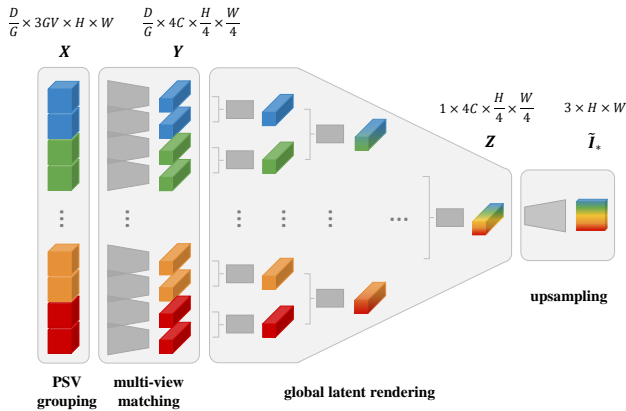 D/G × 3GV × H × W
D/G × 4C × H/4 × W/4
X
Y
1 × 4C × H/4 × W/4
3 × H × W
Z
Ĩ*
upsampling
PSV
grouping
multi-view
matching
global latent rendering